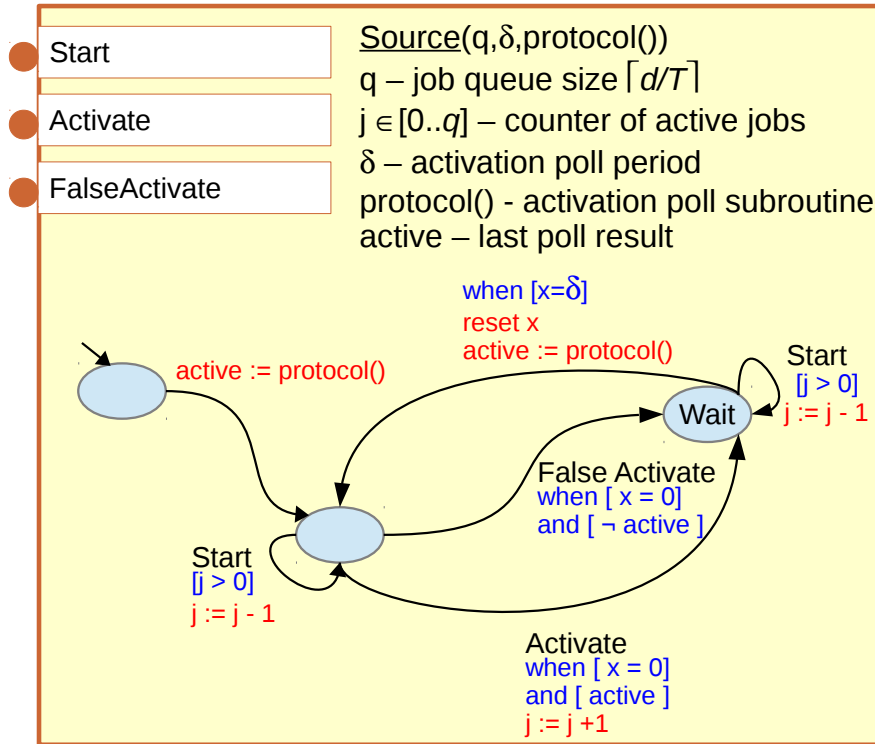 Start
Activate
FalseActivate
Source(q,δ,protocol())
q – job queue size ⌈d/T⌉
j ∈ [0..q] – counter of active jobs
δ – activation poll period
protocol() - activation poll subroutine
active – last poll result
when [x=δ]
reset x
active := protocol()
active := protocol()
Start
[j > 0]
j := j - 1
Wait
False Activate
when [ x = 0]
and [ ¬ active ]
Start
[j > 0]
j := j - 1
Activate
when [ x = 0]
and [ active ]
j := j +1